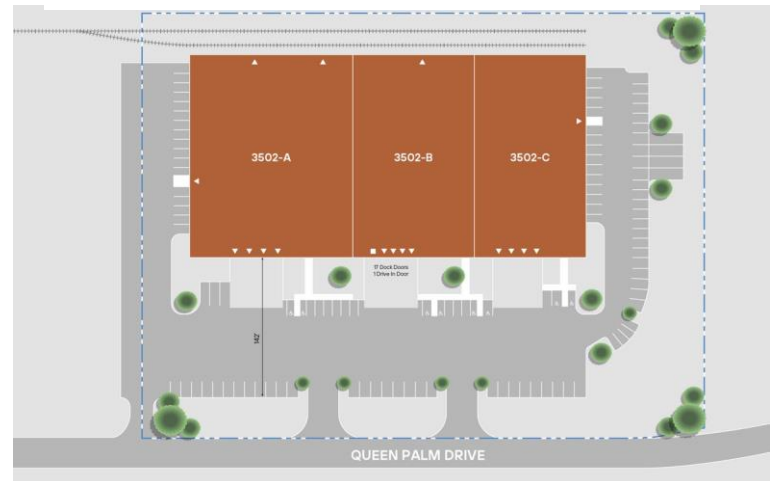 3502-A
3502-B
3502-C
17 Dock Doors
1 Drive In Door
142'
QUEEN PALM DRIVE